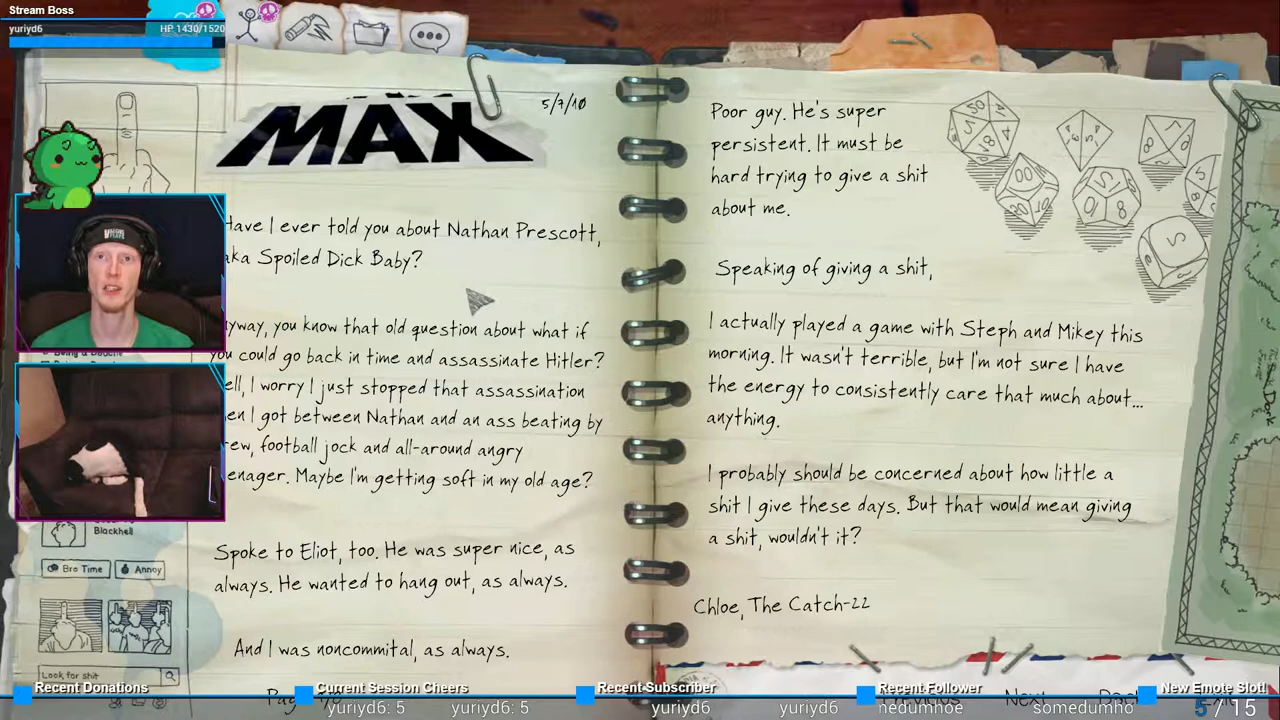 Stream Boss
yuriyd6
HP 1430/1520
MAX
5/7/10
Have I ever told you about Nathan Prescott,
aka Spoiled Dick Baby?
you know that old question about what if
you could go back in time and assassinate Hitler?
I worry I just stopped that assassination
I got between Nathan and an ass beating by
football jock and all-around angry
Maybe I'm getting soft in my old age?
Spoke to Eliot, too. He was super nice, as
always. He wanted to hang out, as always.
And I was noncommital, as always.
Poor guy. He's super
persistent. It must be
hard trying to give a shit
about me.
Speaking of giving a shit,
I actually played a game with Steph and Mikey this
morning. It wasn't terrible, but I'm not sure I have
the energy to consistently care that much about...
anything.
I probably should be concerned about how little a
shit I give these days. But that would mean giving
a shit, wouldn't it?
Chloe, The Catch-22
Blackhell
Bro Time
Annoy
Look for shit
Recent Donations
Current Session Cheers
yuriyd6: 5
yuriyd6: 5
Recent Subscriber
yuriyd6
yuriyd6
Recent Follower
nedumnoe
somedumho
New Emote Slot!
5 / 15